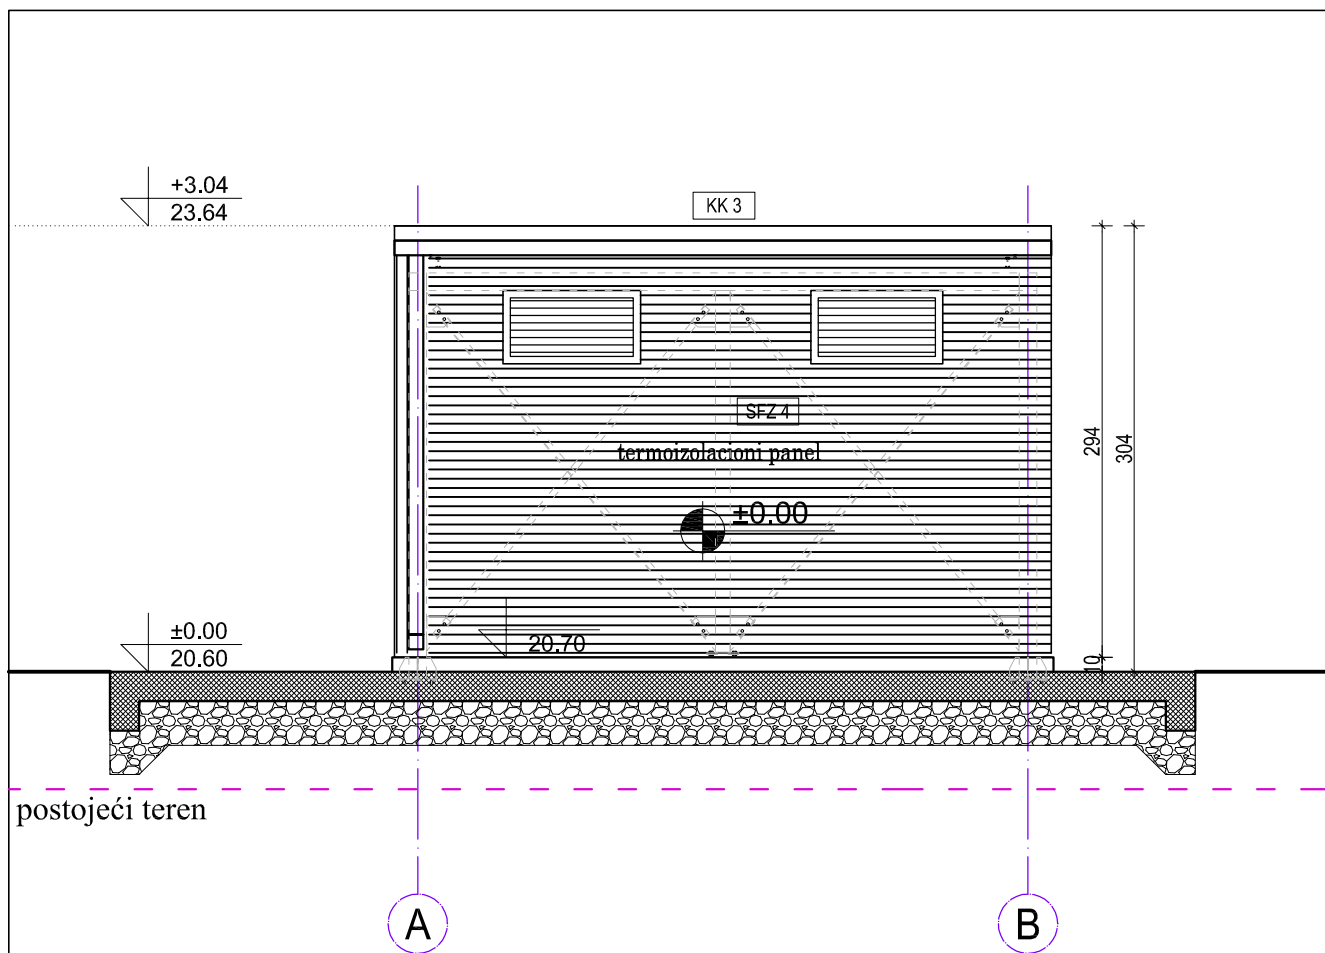 +3.04
23.64
KK 3
SFZ 4
termoizolacioni panel
294
304
±0.00
±0.00
20.60
20.70
10
postojeći teren
A
B